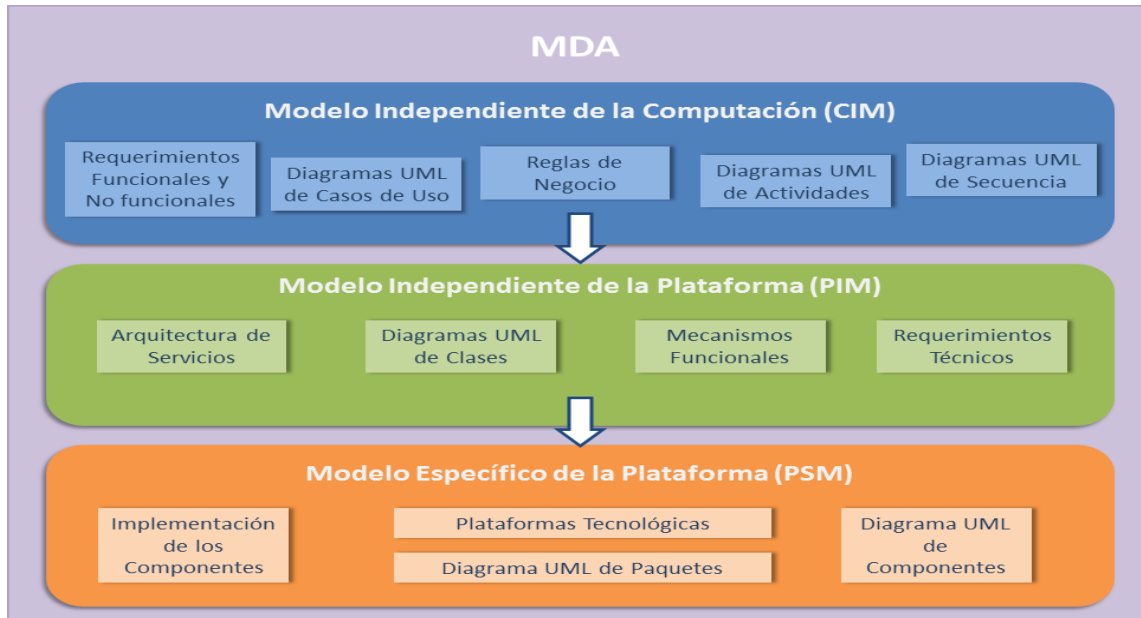 MDA
Modelo Independiente de la Computación (CIM)
Requerimientos
Funcionales y
No funcionales
Diagramas UML
de Casos de Uso
Reglas de
Negocio
Diagramas UML
de Actividades
Diagramas UML
de Secuencia
Modelo Independiente de la Plataforma (PIM)
Arquitectura de
Servicios
Diagramas UML
de Clases
Mecanismos
Funcionales
Requerimientos
Técnicos
Modelo Específico de la Plataforma (PSM)
Implementación
de los
Componentes
Plataformas Tecnológicas
Diagrama UML de Paquetes
Diagrama UML
de
Componentes